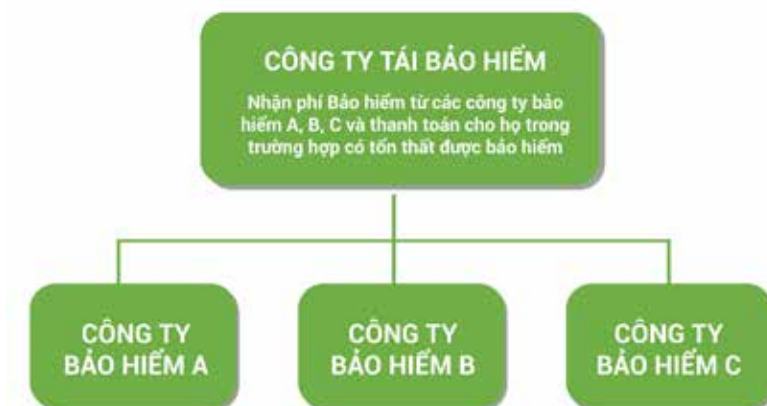 CÔNG TY TÁI BẢO HIỂM
Nhận phí Bảo hiểm từ các công ty bảo
hiểm A, B, C và thanh toán cho họ trong
trường hợp có tổn thất được bảo hiểm
CÔNG TY
BẢO HIỂM A
CÔNG TY
BẢO HIỂM B
CÔNG TY
BẢO HIỂM C